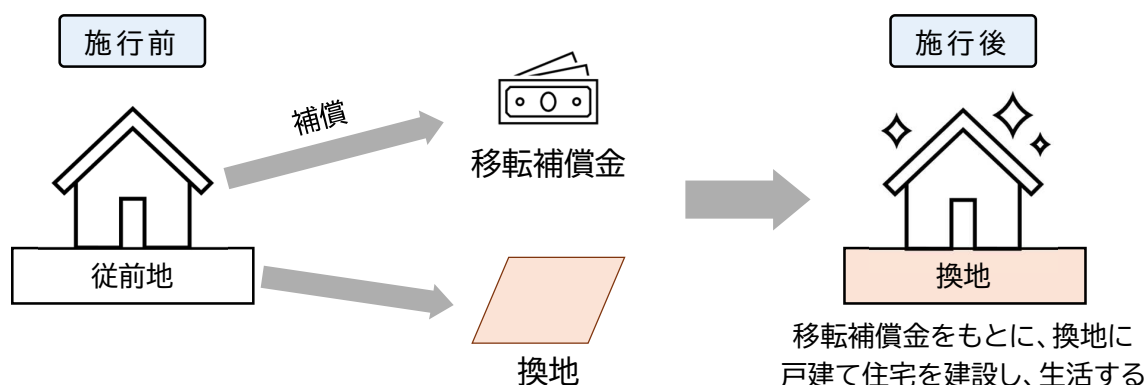 施行前
施行後
補償
移転補償金
従前地
換地
換地
移転補償金をもとに、換地に
戸建て住宅を建設し、生活する